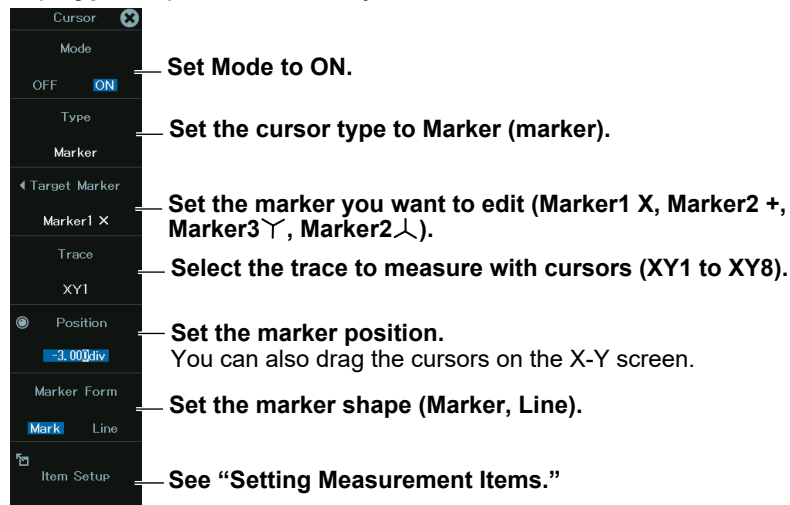 Cursor
Mode
OFF ON
Set Mode to ON.
Type
Marker
Set the cursor type to Marker (marker).
Target Marker
Marker1 ×
Set the marker you want to edit (Marker1 X, Marker2 +,
Marker3 , Marker2 ).
Trace
XY1
Select the trace to measure with cursors (XY1 to XY8).
Position
-3.000div
Set the marker position.
You can also drag the cursors on the X-Y screen.
Marker Form
Mark Line
Set the marker shape (Marker, Line).
Item Setup
See “Setting Measurement Items.”